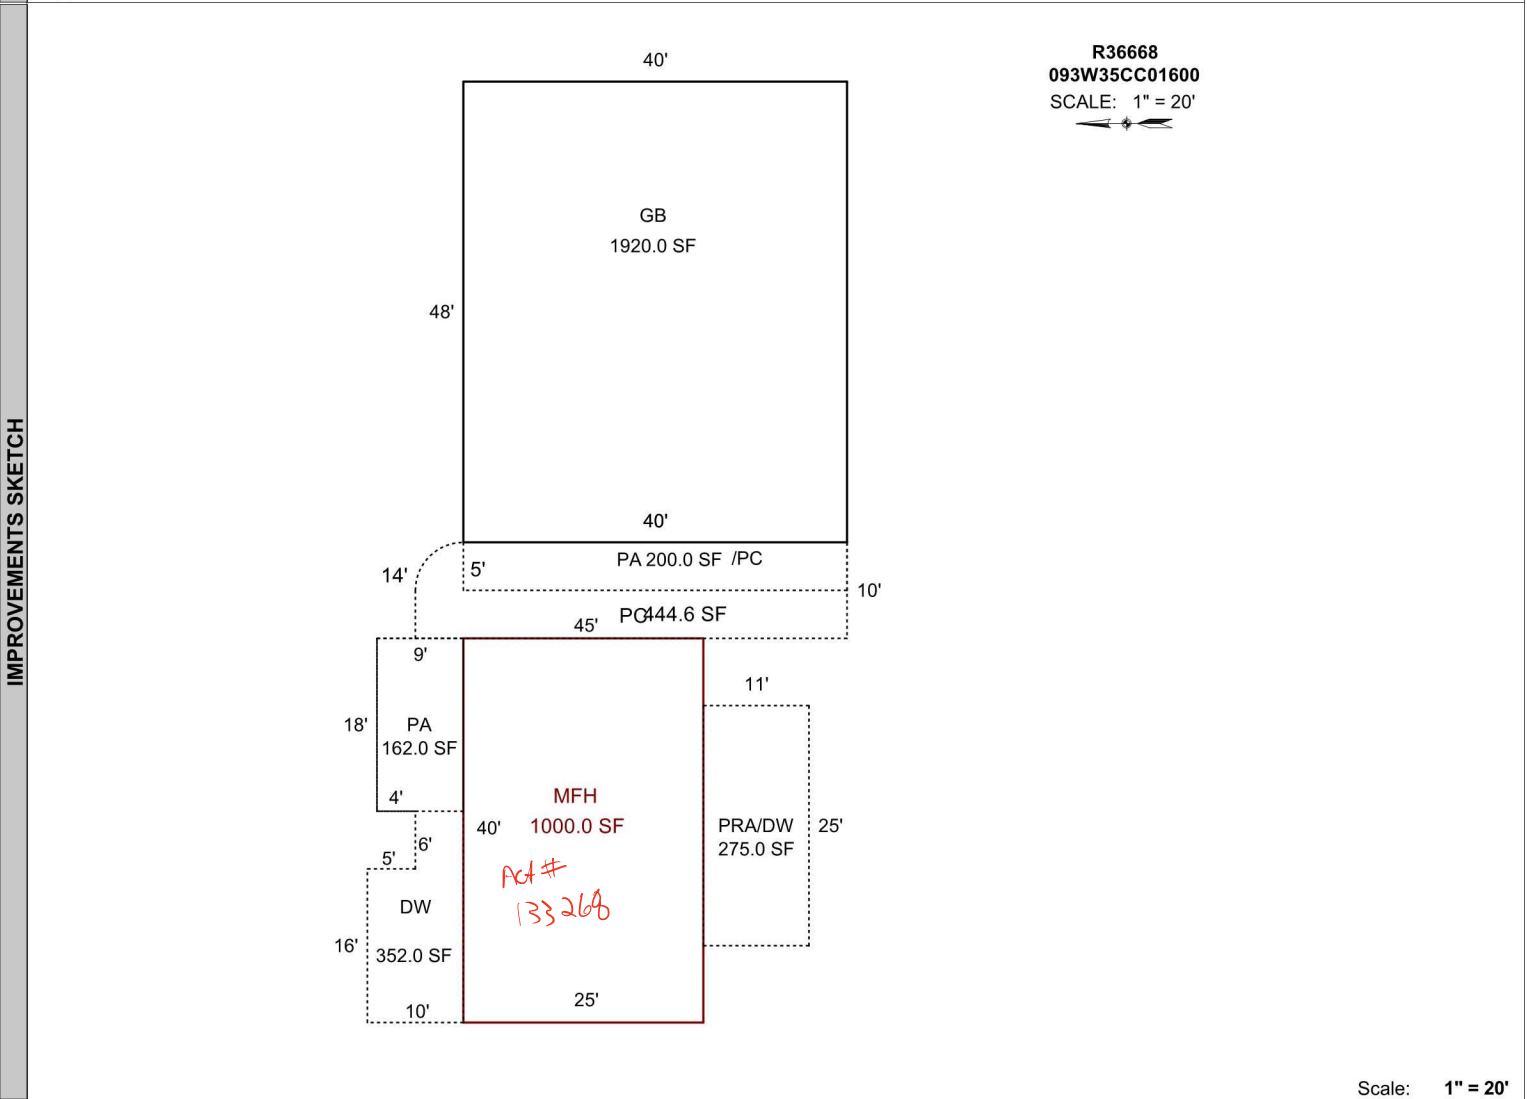 IMPROVEMENTS SKETCH
R36668
093W35CC01600
SCALE: 1" = 20'
40'
GB
1920.0 SF
48'
40'
PA 200.0 SF /PC
5'
14'
10'
PC 444.6 SF
45'
9'
11'
18'
PA
162.0 SF
4'
MFH
1000.0 SF
40'
PRA/DW
275.0 SF
25'
6'
5'
Act #
133268
DW
352.0 SF
16'
25'
10'
Scale: 1" = 20'